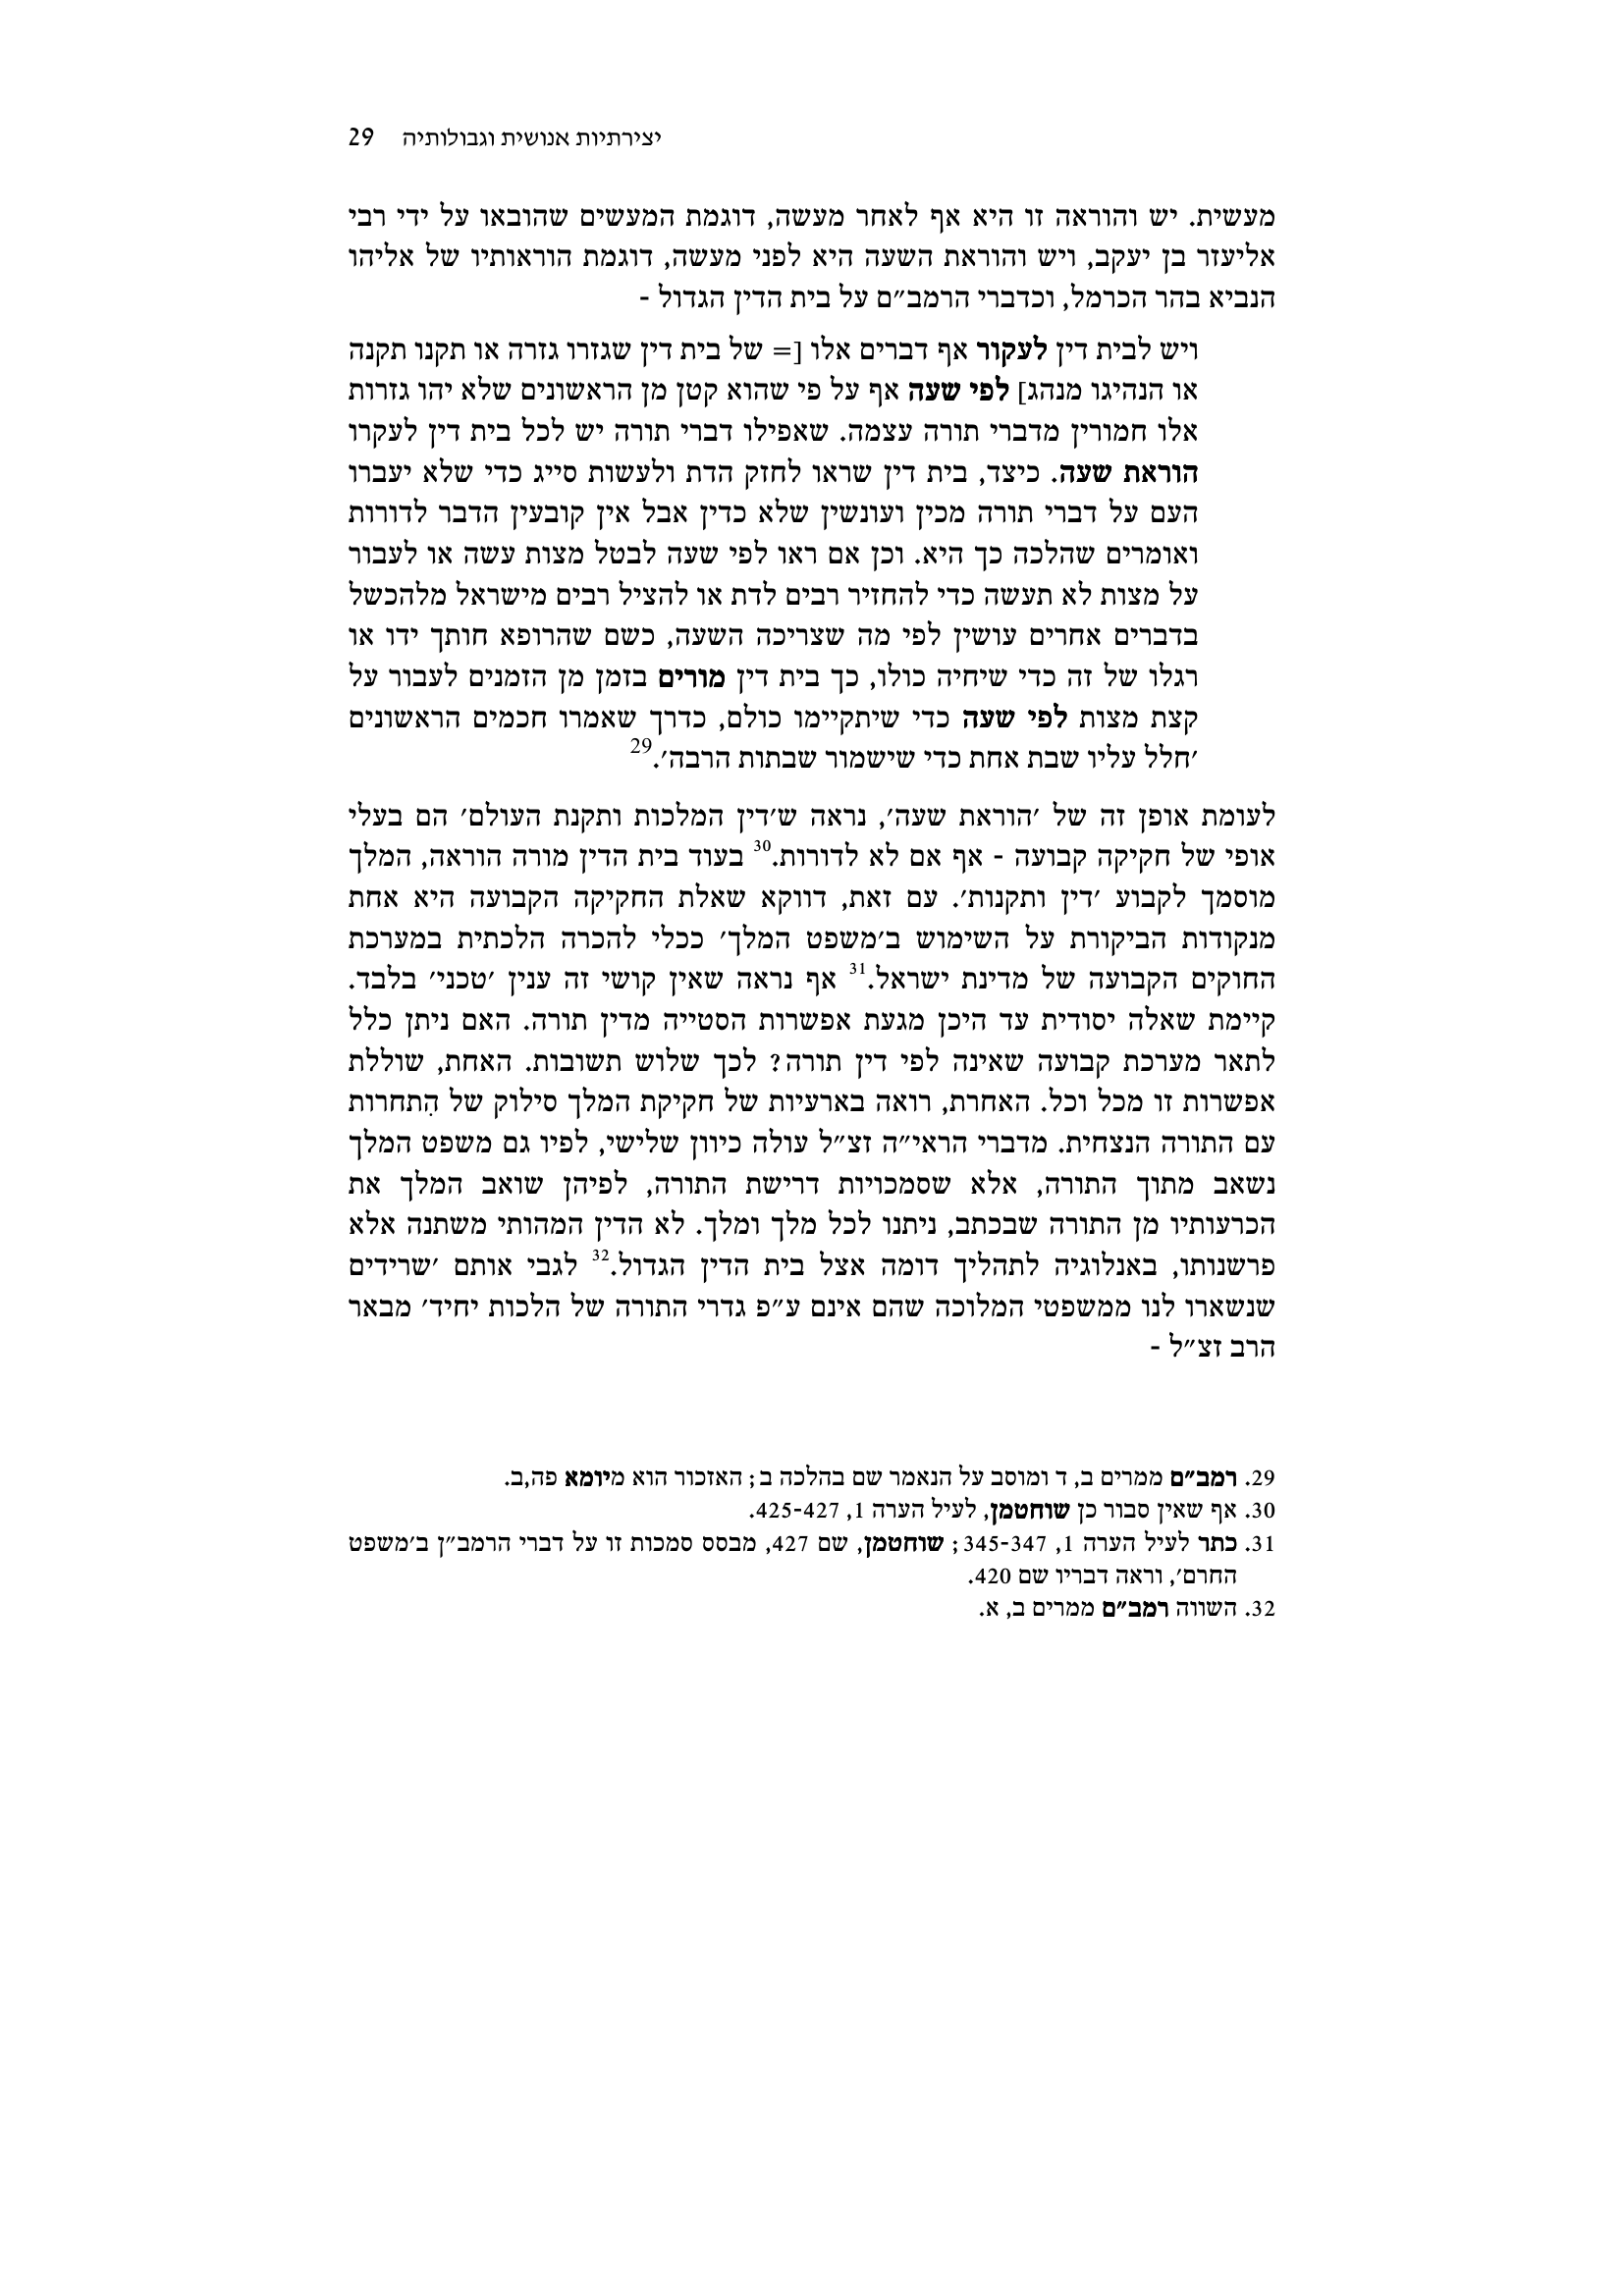 יצירתיות אנושית וגבולותיה 29
מעשית. יש והוראה זו היא אף לאחר מעשה, דוגמת המעשים שהובאו על ידי רבי
אליעזר בן יעקב, ויש והוראת השעה היא לפני מעשה, דוגמת הוראותיו של אליהו
הנביא בהר הכרמל, וכדברי הרמב״ם על בית הדין הגדול -
ויש לבית דין לעקור אף דברים אלו [= של בית דין שגזרו גזרה או תקנו תקנה
או הנהיגו מנהג] לפי שעה אף על פי שהוא קטן מן הראשונים שלא יהו גזרות
אלו חמורין מדברי תורה עצמה. שאפילו דברי תורה יש לכל בית דין לעקרו
הוראת שעה. כיצד, בית דין שראו לחזק הדת ולעשות סייג כדי שלא יעברו
העם על דברי תורה מכין ועונשין שלא כדין אבל אין קובעין הדבר לדורות
ואומרים שהלכה כך היא. וכן אם ראו לפי שעה לבטל מצות עשה או לעבור
על מצות לא תעשה כדי להחזיר רבים לדת או להציל רבים מישראל מלהכשל
בדברים אחרים עושין לפי מה שצריכה השעה, כשם שהרופא חותך ידו או
רגלו של זה כדי שיחיה כולו, כך בית דין מורים בזמן מן הזמנים לעבור על
קצת מצות לפי שעה כדי שיתקיימו כולם, כדרך שאמרו חכמים הראשונים
׳חלל עליו שבת אחת כדי שישמור שבתות הרבה׳.29
לעומת אופן זה של ׳הוראת שעה׳, נראה ש׳דין המלכות ותקנת העולם׳ הם בעלי
אופי של חקיקה קבועה - אף אם לא לדורות.30 בעוד בית הדין מורה הוראה, המלך
מוסמך לקבוע ׳דין ותקנות׳. עם זאת, דווקא שאלת החקיקה הקבועה היא אחת
מנקודות הביקורת על השימוש ב׳משפט המלך׳ ככלי להכרה הלכתית במערכת
החוקים הקבועה של מדינת ישראל.31 אף נראה שאין קושי זה ענין ׳טכני׳ בלבד.
קיימת שאלה יסודית עד היכן מגעת אפשרות הסטייה מדין תורה. האם ניתן כלל
לתאר מערכת קבועה שאינה לפי דין תורה? לכך שלוש תשובות. האחת, שוללת
אפשרות זו מכל וכל. האחרת, רואה בארעיות של חקיקת המלך סילוק של הִתחרות
עם התורה הנצחית. מדברי הראי״ה זצ״ל עולה כיוון שלישי, לפיו גם משפט המלך
נשאב מתוך התורה, אלא שסמכויות דרישת התורה, לפיהן שואב המלך את
הכרעותיו מן התורה שבכתב, ניתנו לכל מלך ומלך. לא הדין המהותי משתנה אלא
פרשנותו, באנלוגיה לתהליך דומה אצל בית הדין הגדול.32 לגבי אותם ׳שרידים
שנשארו לנו ממשפטי המלוכה שהם אינם ע״פ גדרי התורה של הלכות יחיד׳ מבאר
הרב זצ״ל -
29. רמב״ם ממרים ב, ד ומוסב על הנאמר שם בהלכה ב; האזכור הוא מיומא פה,ב.
30. אף שאין סבור כן שוחטמן, לעיל הערה 1, 425-427.
31. כתר לעיל הערה 1, 345-347; שוחטמן, שם 427, מבסס סמכות זו על דברי הרמב״ן ב׳משפט
החרם׳, וראה דבריו שם 420.
32. השווה רמב״ם ממרים ב, א.